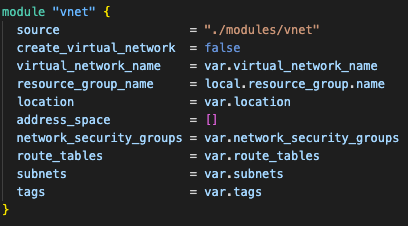 module "vnet" {
  source                  = "./modules/vnet"
  create_virtual_network  = false
  virtual_network_name    = var.virtual_network_name
  resource_group_name     = local.resource_group.name
  location                = var.location
  address_space           = []
  network_security_groups = var.network_security_groups
  route_tables            = var.route_tables
  subnets                 = var.subnets
  tags                    = var.tags
}